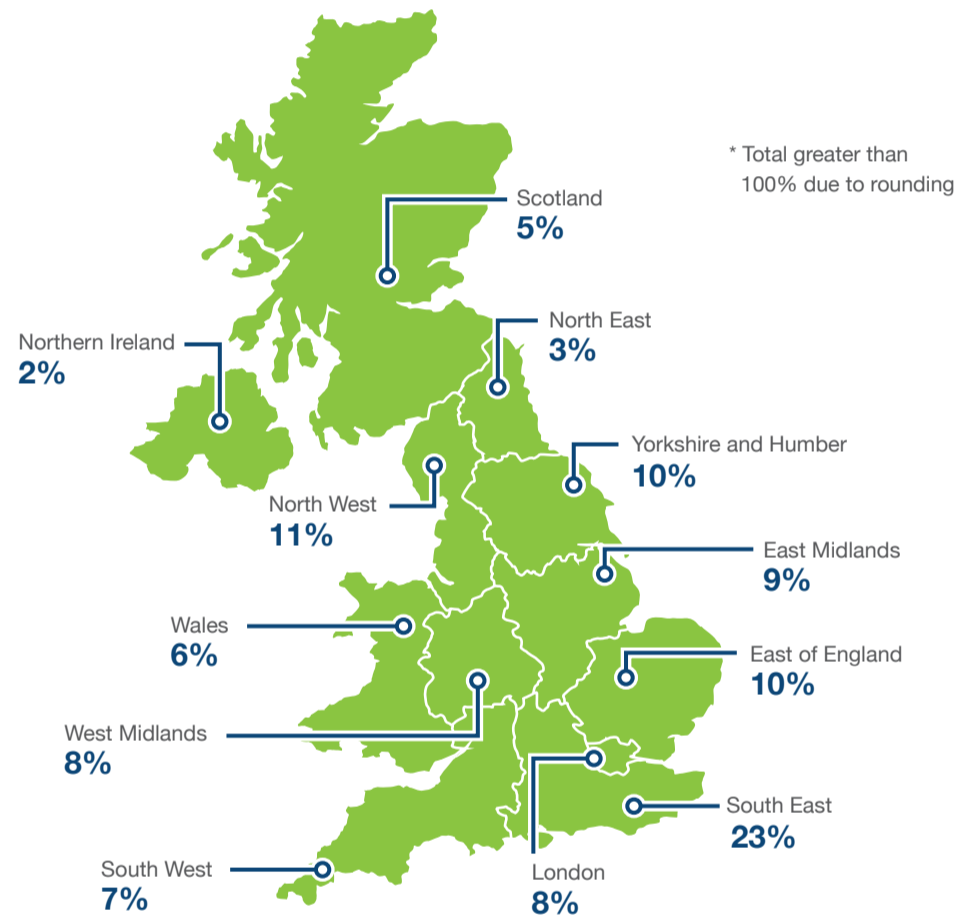 * Total greater than
100% due to rounding
Scotland
5%
North East
3%
Northern Ireland
2%
Yorkshire and Humber
10%
North West
11%
East Midlands
9%
Wales
6%
East of England
10%
West Midlands
8%
South East
23%
South West
7%
London
8%